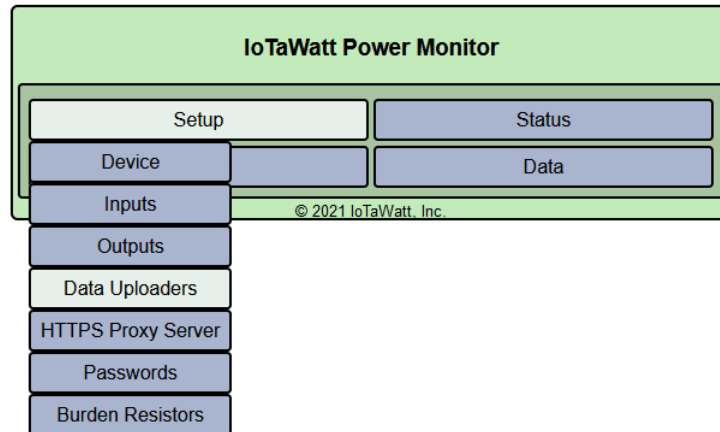 IoTaWatt Power Monitor
Setup
Status
Device
Data
Inputs
© 2021 IoTaWatt, Inc.
Outputs
Data Uploaders
HTTPS Proxy Server
Passwords
Burden Resistors